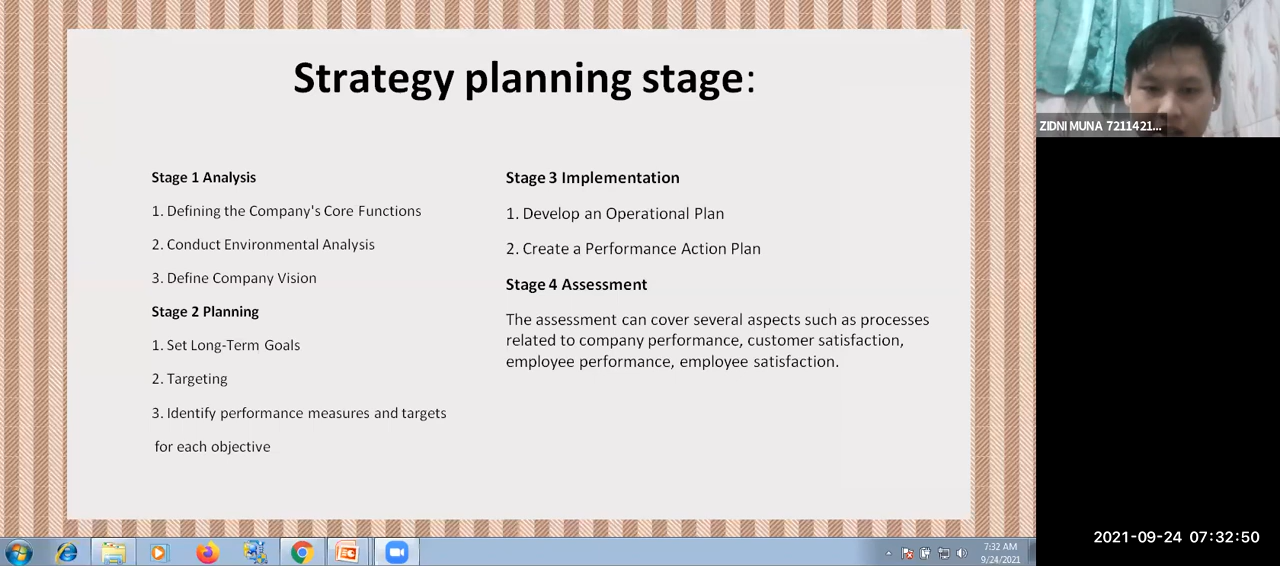 Strategy planning stage:
Stage 1 Analysis
1. Defining the Company's Core Functions
2. Conduct Environmental Analysis
3. Define Company Vision
Stage 2 Planning
1. Set Long-Term Goals
2. Targeting
3. Identify performance measures and targets
for each objective
Stage 3 Implementation
1. Develop an Operational Plan
2. Create a Performance Action Plan
Stage 4 Assessment
The assessment can cover several aspects such as processes
related to company performance, customer satisfaction,
employee performance, employee satisfaction.
ZIDNI MUNA 7211421...
2021-09-24 07:32:50
7:32 AM
9/24/2021